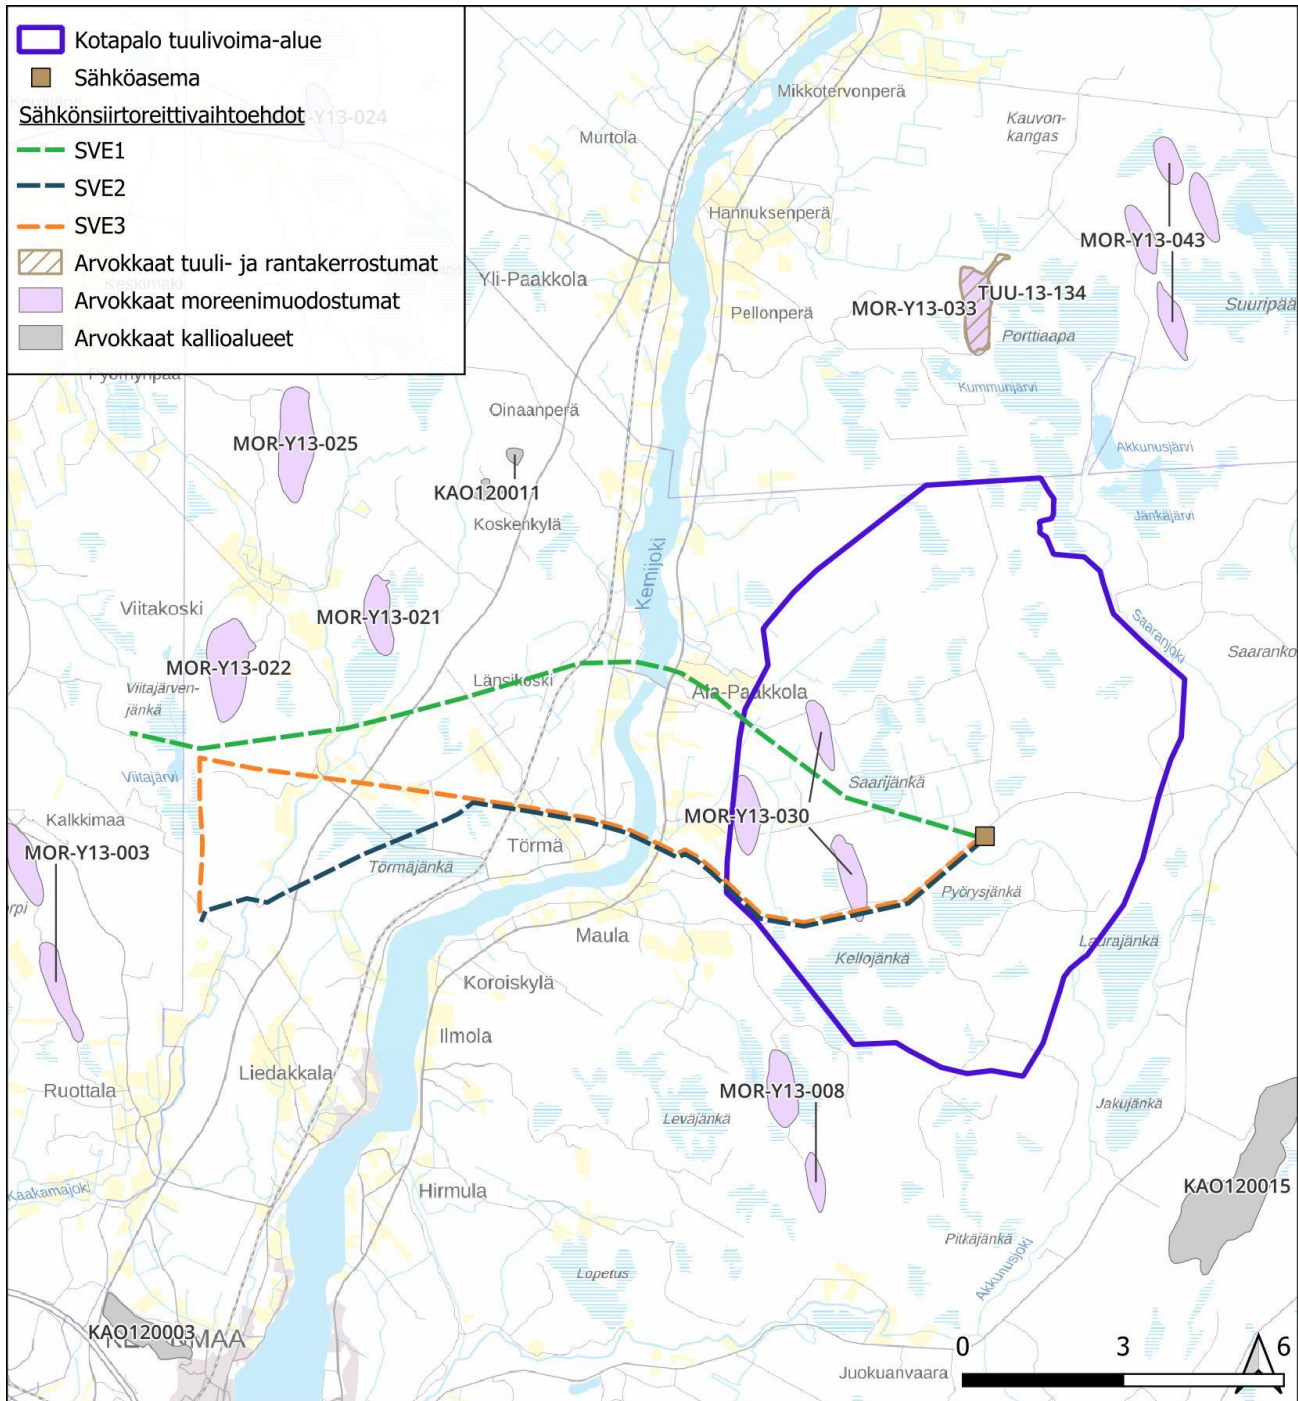 Kotapalo tuulivoima-alue
Sähköasema
Sähkönsiirtoreittivaihtoehdot
SVE1
SVE2
SVE3
Arvokkaat tuuli- ja rantakerrostumat
Arvokkaat moreenimuodostumat
Arvokkaat kallioalueet
Mikkotervonperä
Kauvon-
kangas
Murtola
Hannuksenperä
MOR-Y13-043
Yli-Paakkola
TUU-13-134
MOR-Y13-033
Suuripää
Pellonperä
Porttiaapa
Kummunjärvi
Oinaanperä
MOR-Y13-025
Akkunusjärvi
KAO120011
Jänkäjärvi
Koskenkylä
Kemijoki
Viitakoski
MOR-Y13-021
Saaranjoki
Saaranko
MOR-Y13-022
Länsikoski
Viitajärven-
jänkä
Ala-Paakkola
Viitajärvi
Saarijänkä
Kalkkimaa
MOR-Y13-030
MOR-Y13-003
Törmä
Törmäjänkä
Pyörysjänkä
Maula
Laurajänkä
Kellojänkä
Koroiskylä
Ilmola
Liedakkala
Ruottala
MOR-Y13-008
Leväjänkä
Jakujänkä
Kaakamajoki
Hirmula
KAO120015
Pitkäjänkä
Lopetus
Akkunusjoki
KAO120003
Juokuanvaara
0 3 6